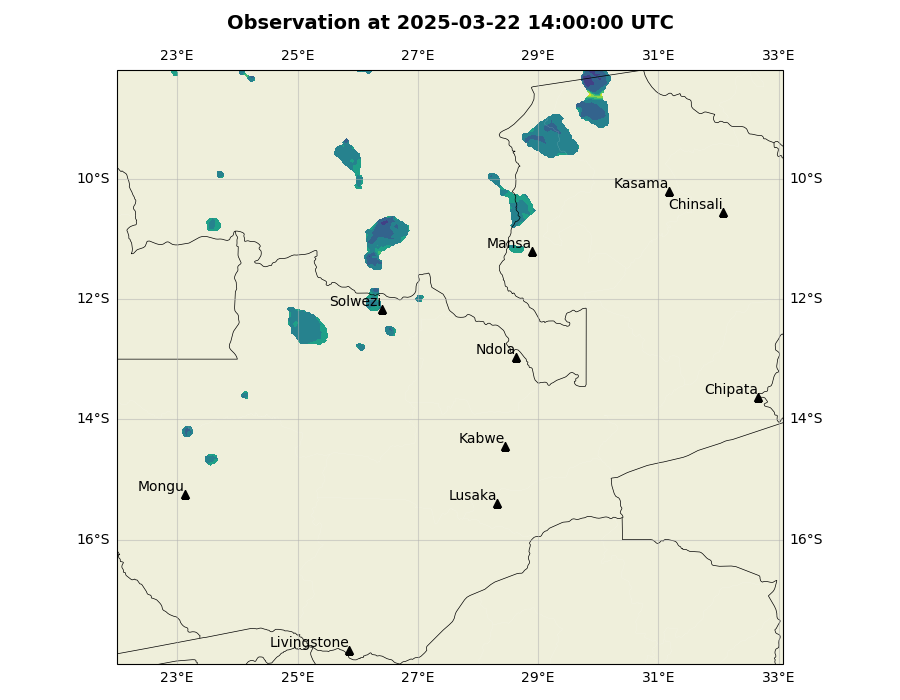 Observation at 2025-03-22 14:00:00 UTC
23°E 25°E 27°E 29°E 31°E 33°E
10°S 10°S
Kasama
Chinsali
Mansa
12°S 12°S
Solwezi
Ndola
Chipata
14°S 14°S
Kabwe
Mongu
Lusaka
16°S 16°S
Livingstone
23°E 25°E 27°E 29°E 31°E 33°E